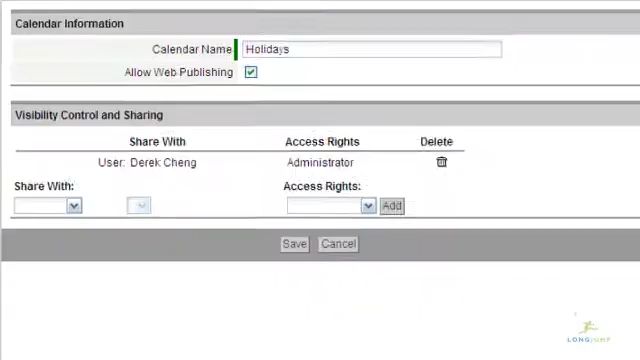 Calendar Information
Calendar Name Holidays
Allow Web Publishing
Visibility Control and Sharing
Share With Access Rights Delete
User: Derek Cheng Administrator
Share With: Access Rights:
Add
Save Cancel
LONGJUMP